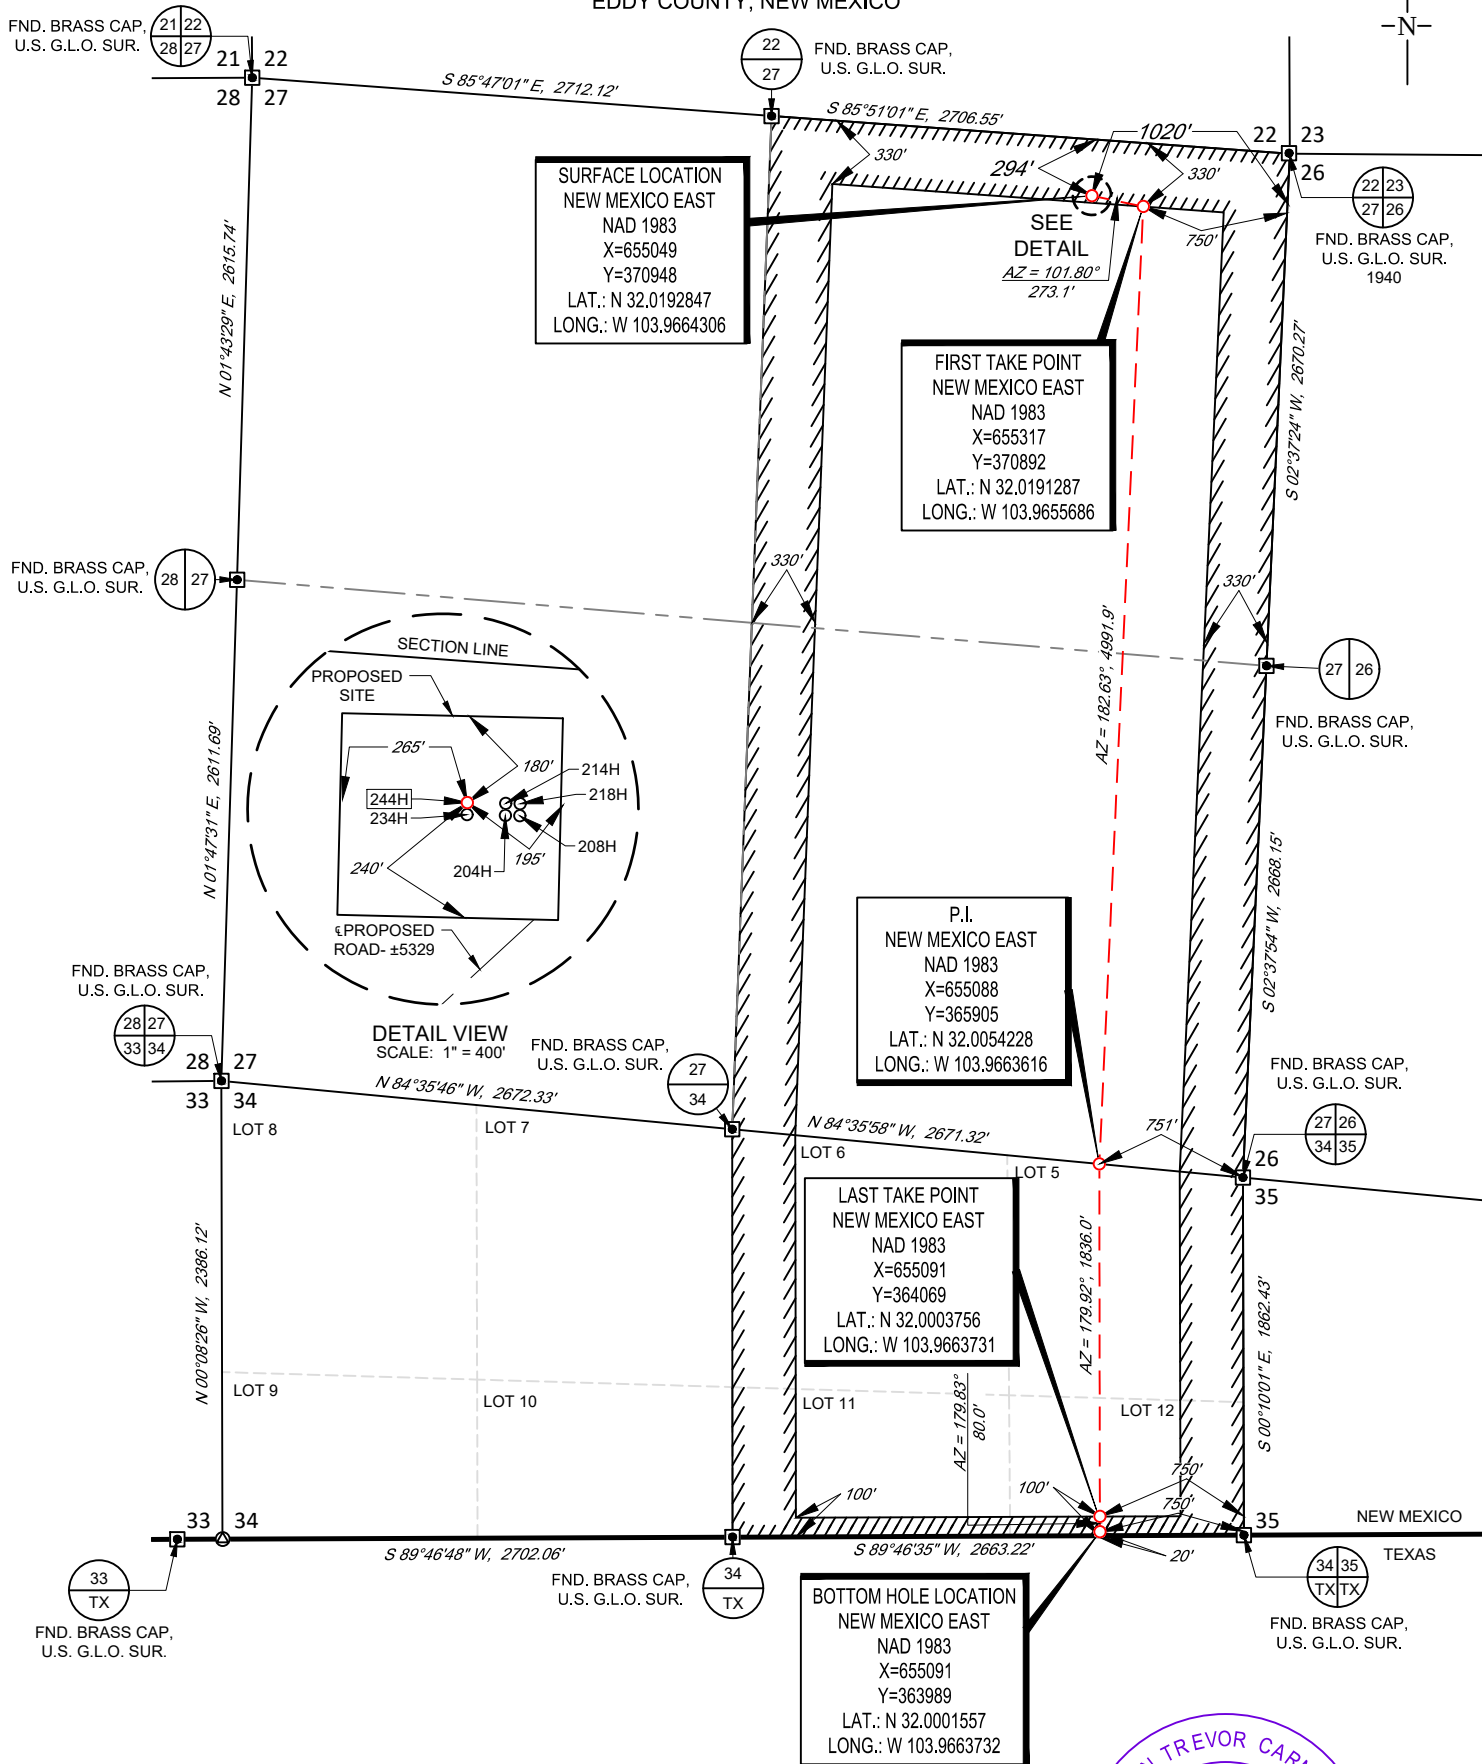 EDDY COUNTY, NEW MEXICO
-N-
FND. BRASS CAP,
U.S. G.L.O. SUR.
21 22
28 27
21 22
28 27
S 85°47'01" E, 2712.12'
22
27
FND. BRASS CAP,
U.S. G.L.O. SUR.
S 85°51'01" E, 2706.55'
1020'
22 23
26
330'
294'
330'
22 23
27 26
FND. BRASS CAP,
U.S. G.L.O. SUR.
1940
SURFACE LOCATION
NEW MEXICO EAST
NAD 1983
X=655049
Y=370948
LAT.: N 32.0192847
LONG.: W 103.9664306
SEE
DETAIL
AZ = 101.80°
273.1'
750'
N 01°43'29" E, 2615.74'
S 02°37'24" W, 2670.27'
FIRST TAKE POINT
NEW MEXICO EAST
NAD 1983
X=655317
Y=370892
LAT.: N 32.0191287
LONG.: W 103.9655686
FND. BRASS CAP,
U.S. G.L.O. SUR.
28 27
330'
330'
AZ = 182.63°, 4991.9'
27 26
FND. BRASS CAP,
U.S. G.L.O. SUR.
SECTION LINE
PROPOSED
SITE
265'
180'
214H
244H
218H
234H
208H
195'
204H
240'
℄PROPOSED
ROAD- ±5329
DETAIL VIEW
SCALE: 1" = 400'
N 01°47'31" E, 2611.69'
S 02°37'54" W, 2668.15'
P.I.
NEW MEXICO EAST
NAD 1983
X=655088
Y=365905
LAT.: N 32.0054228
LONG.: W 103.9663616
FND. BRASS CAP,
U.S. G.L.O. SUR.
28 27
33 34
28 27
33 34
FND. BRASS CAP,
U.S. G.L.O. SUR.
27
34
N 84°35'46" W, 2672.33'
N 84°35'58" W, 2671.32'
751'
FND. BRASS CAP,
U.S. G.L.O. SUR.
27 26
34 35
26
35
LOT 8
LOT 7
LOT 6
LOT 5
LAST TAKE POINT
NEW MEXICO EAST
NAD 1983
X=655091
Y=364069
LAT.: N 32.0003756
LONG.: W 103.9663731
N 00°08'26" W, 2386.12'
AZ = 179.92°, 1836.0'
S 00°10'01" E, 1862.43'
LOT 9
LOT 10
LOT 11
LOT 12
AZ = 179.83°
80.0'
100'
100'
750'
750'
20'
33 34
35
NEW MEXICO
TEXAS
S 89°46'48" W, 2702.06'
S 89°46'35" W, 2663.22'
33
TX
FND. BRASS CAP,
U.S. G.L.O. SUR.
FND. BRASS CAP,
U.S. G.L.O. SUR.
34
TX
34 35
TX TX
FND. BRASS CAP,
U.S. G.L.O. SUR.
BOTTOM HOLE LOCATION
NEW MEXICO EAST
NAD 1983
X=655091
Y=363989
LAT.: N 32.0001557
LONG.: W 103.9663732
TREVOR